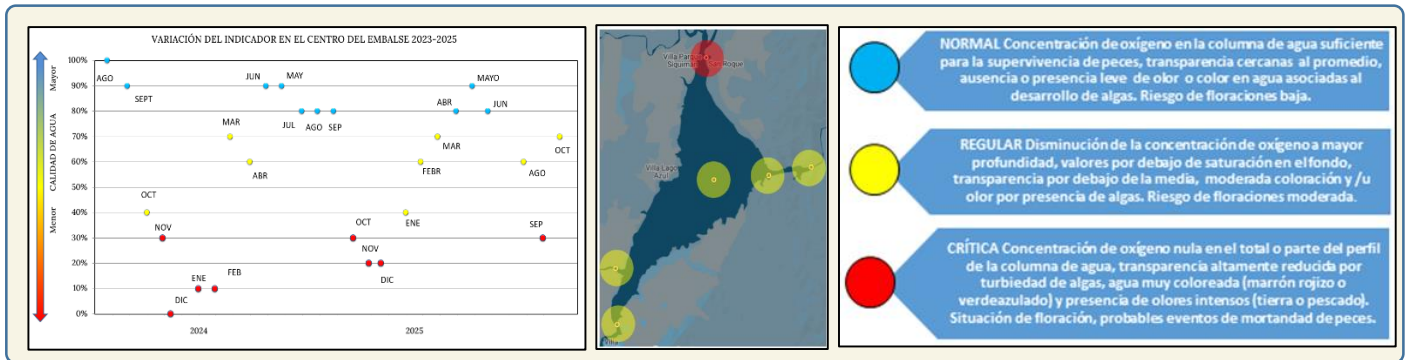 VARIACIÓN DEL INDICADOR EN EL CENTRO DEL EMBALSE 2023-2025
Mayor
CALIDAD DE AGUA
Menor
100%
90%
80%
70%
60%
50%
40%
30%
20%
10%
0%
AGO
SEPT
OCT
NOV
DIC
ENE
FEB
MAR
ABR
JUN
MAY
JUL
AGO
SEP
OCT
NOV
DIC
ENE
FEBR
MAR
ABR
MAYO
JUN
AGO
SEP
OCT
2024
2025
Villa Parque
Siquiman
San Roque
Villa Lago
Azul
Villa
NORMAL Concentración de oxígeno en la columna de agua suficiente
para la supervivencia de peces, transparencia cercanas al promedio,
ausencia o presencia leve de olor o color en agua asociadas al
desarrollo de algas. Riesgo de floraciones baja.
REGULAR Disminución de la concentración de oxígeno a mayor
profundidad, valores por debajo de saturación en el fondo,
transparencia por debajo de la media, moderada coloración y /u
olor por presencia de algas. Riesgo de floraciones moderada.
CRÍTICA Concentración de oxígeno nula en el total o parte del perfil
de la columna de agua, transparencia altamente reducida por
turbiedad de algas, agua muy coloreada (marrón rojizo o
verdeazulado) y presencia de olores intensos (tierra o pescado).
Situación de floración, probables eventos de mortandad de peces.